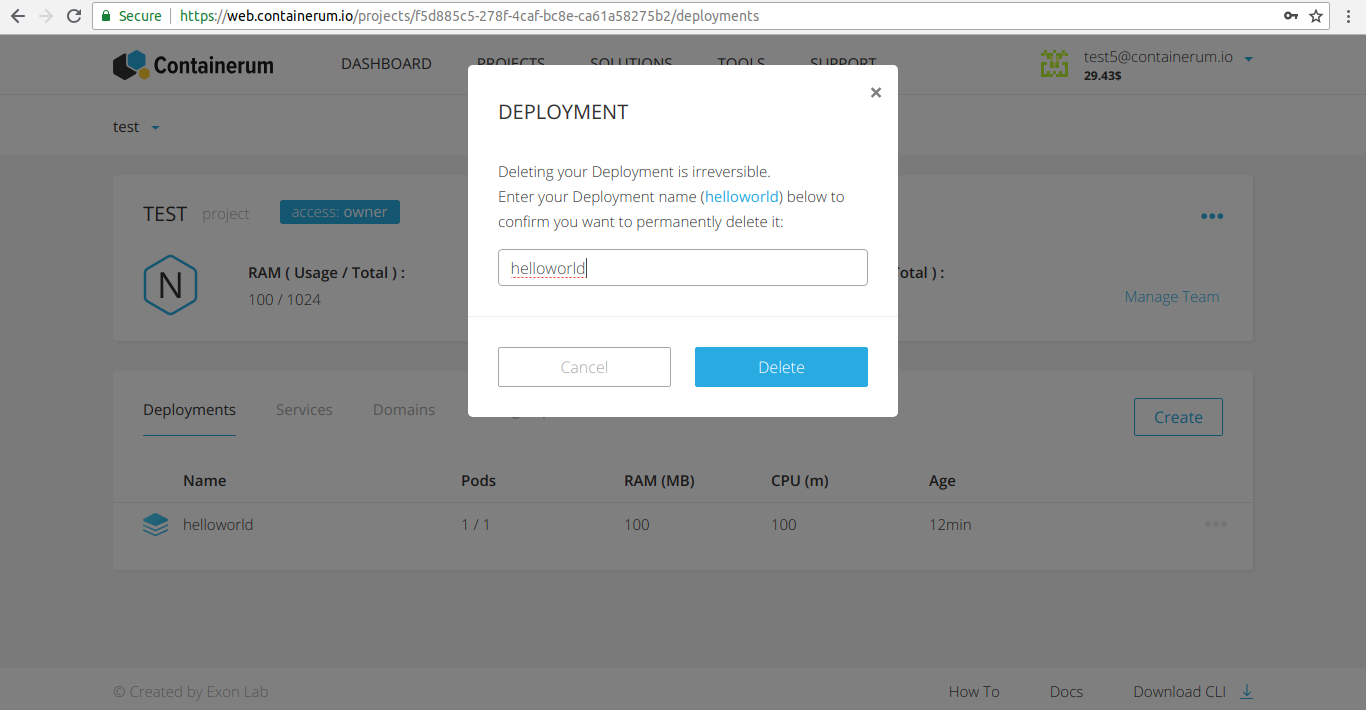 Secure https://web.containerum.io/projects/f5d885c5-278f-4caf-bc8e-ca61a58275b2/deployments
Containerum DASHBOARD PROJECTS SOLUTIONS TOOLS SUPPORT test5@containerum.io
29.43$
test
DEPLOYMENT
Deleting your Deployment is irreversible.
Enter your Deployment name (helloworld) below to
confirm you want to permanently delete it:
helloworld
Cancel Delete
TEST project access: owner
N RAM ( Usage / Total ) : Total ) :
100 / 1024 Manage Team
Deployments Services Domains Create
Name Pods RAM (MB) CPU (m) Age
helloworld 1 / 1 100 100 12min
© Created by Exon Lab How To Docs Download CLI